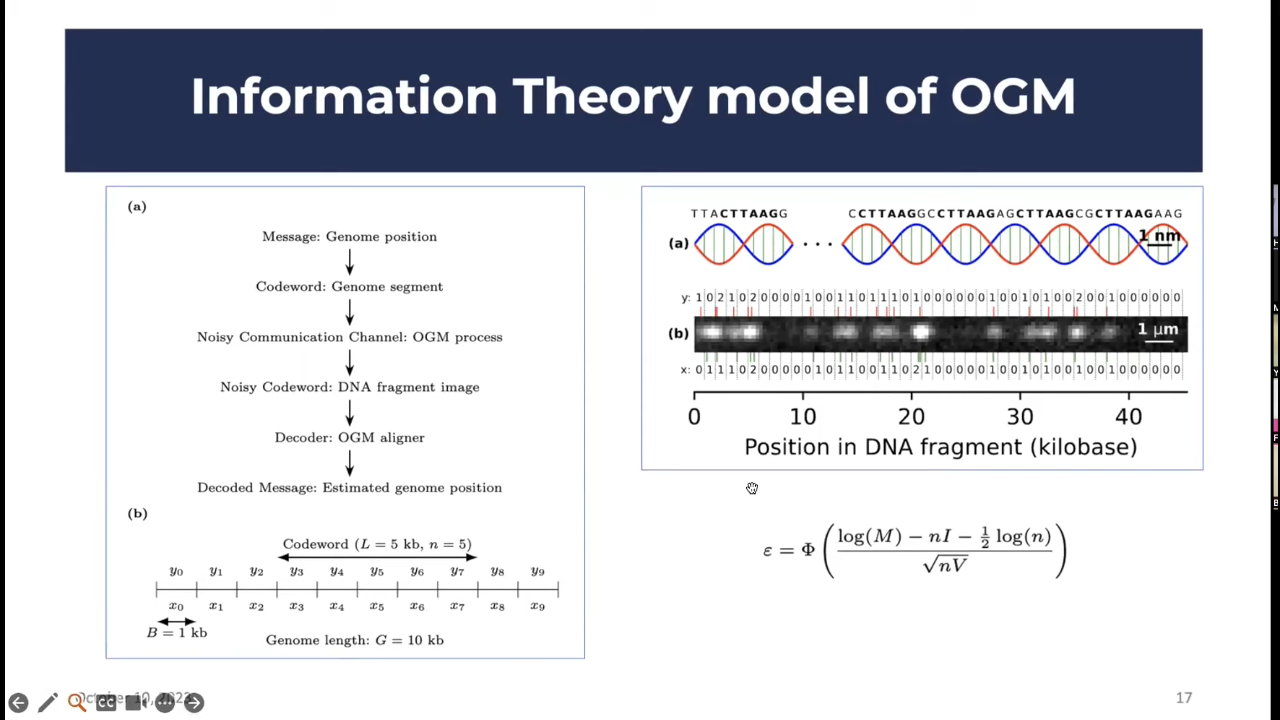 Information Theory model of OGM
(a)
Message: Genome position
Codeword: Genome segment
Noisy Communication Channel: OGM process
Noisy Codeword: DNA fragment image
Decoder: OGM aligner
Decoded Message: Estimated genome position
(b)
Codeword (L = 5 kb, n = 5)
y0 y1 y2 y3 y4 y5 y6 y7 y8 y9
x0 x1 x2 x3 x4 x5 x6 x7 x8 x9
B = 1 kb
Genome length: G = 10 kb
TTACTTAAGG CCTTAAGGCCTTAAGAGCTTAAGCGCTTAAGAAG
(a) 1 nm
y: 1 0 2 1 0 2 0 0 0 0 1 0 0 1 1 0 1 1 1 0 1 0 0 0 0 0 0 1 0 0 1 0 1 0 0 2 0 0 1 0 0 0 0 0 0
(b) 1 μm
x: 0 1 1 1 0 2 0 0 0 0 0 1 0 1 1 0 0 1 1 0 2 1 0 0 0 0 0 1 0 0 1 0 1 0 0 1 0 0 1 0 0 0 0 0 0
0 10 20 30 40
Position in DNA fragment (kilobase)
ε = Φ ( log(M) − nI − 1/2 log(n) / √nV )
October 10, 2023
CC
17